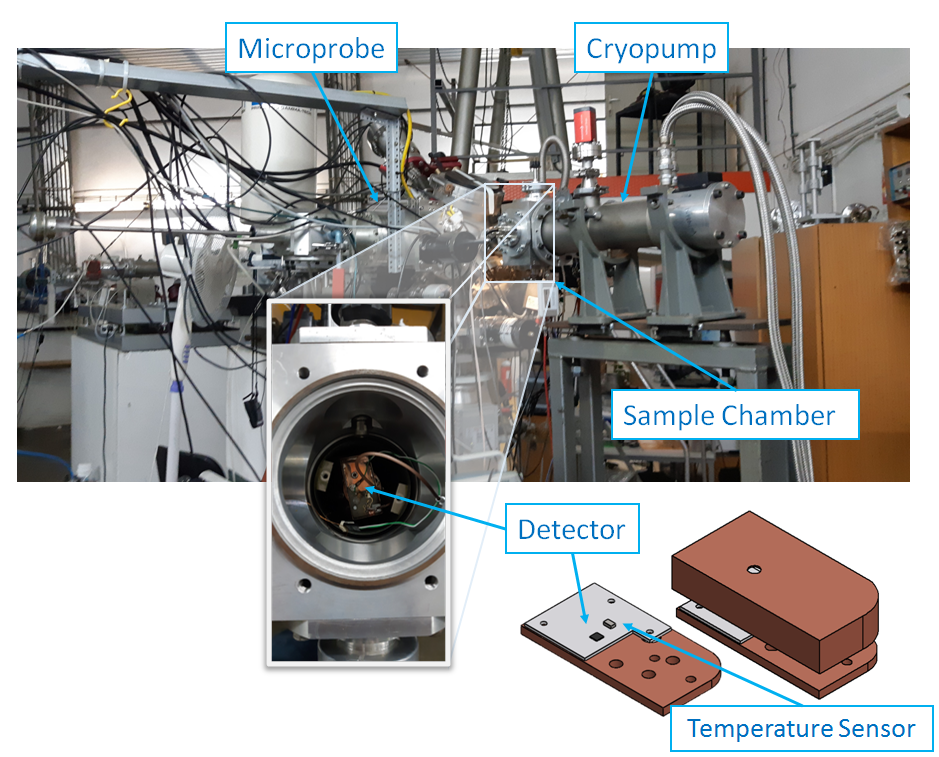 Microprobe
Cryopump
Sample Chamber
Detector
Temperature Sensor